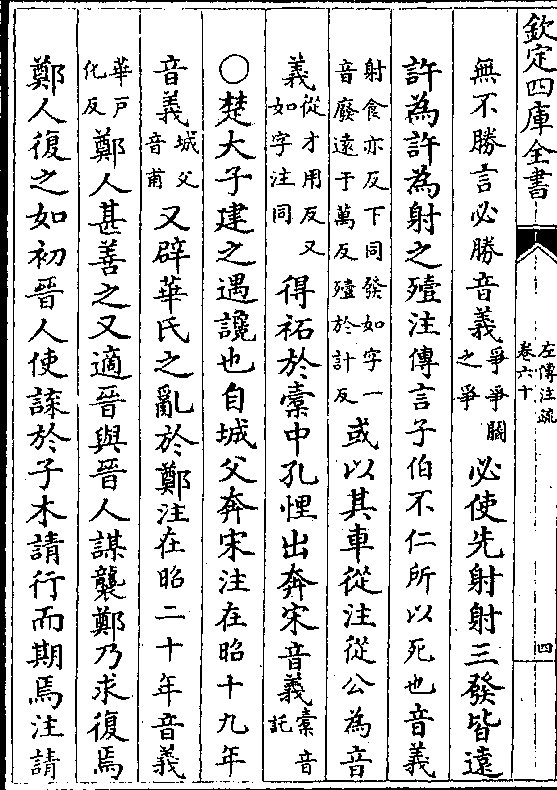 欽定四庫全書
左傳注疏
卷六十
四
無不勝言必勝音義爭爭鬭之爭必使先射射三發皆遠
許為許為射之殪注傳言子伯不仁所以死也音義
射食亦反下同發如字一音廢遠于萬反殪於計反或以其車從注從公為音
義從才用反又如字注同得祏於橐中孔悝出奔宋音義橐音託
○楚大子建之遇讒也自城父奔宋注在昭十九年
音義城父音甫又辟華氏之亂於鄭注在昭二十年音義
華戶化反鄭人甚善之又適晉與晉人謀襲鄭乃求復焉
鄭人復之如初晉人使諜於子木請行而期焉注請